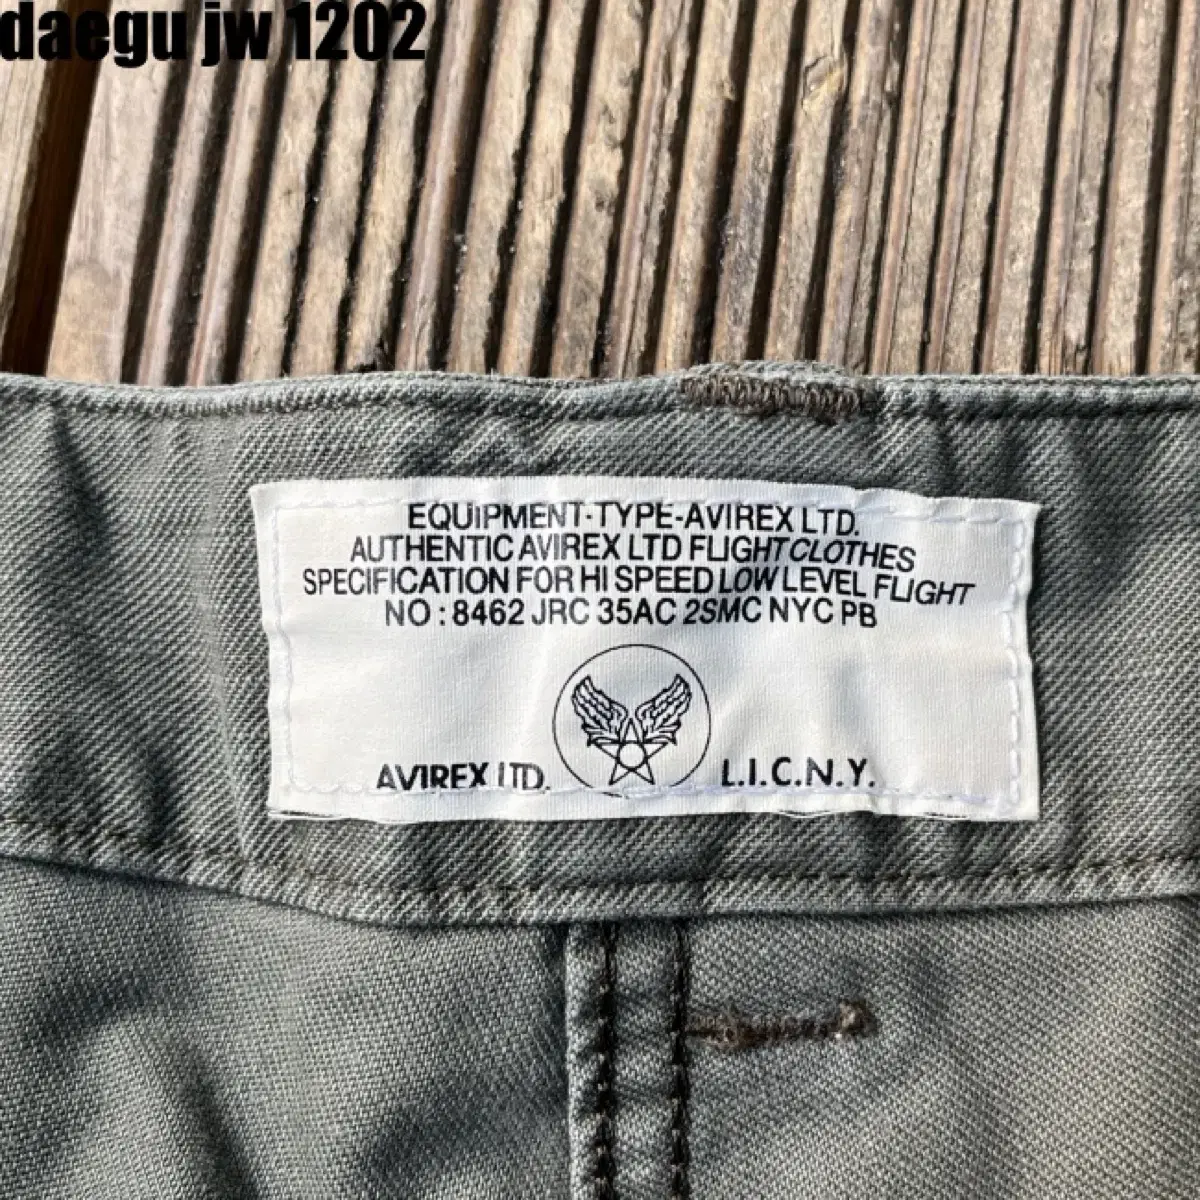 daegu jw 1202
EQUIPMENT-TYPE-AVIREX LTD.
AUTHENTIC AVIREX LTD FLIGHT CLOTHES
SPECIFICATION FOR HI SPEED LOW LEVEL FLIGHT
NO : 8462 JRC 35AC 2SMC NYC PB
AVIREX LTD. L.I.C.N.Y.